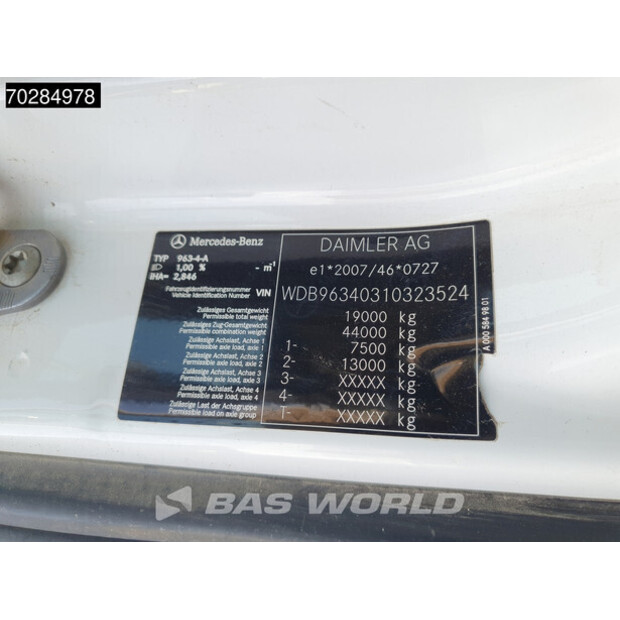 70284978
Mercedes-Benz
DAIMLER AG
TYP 963-4-A
1,00 % - m¹
IHA= 2,846
e1*2007/46*0727
Fahrzeugidentifizierungsnummer
Vehicle Identification Number VIN
WDB96340310323524
Zulässiges Gesamtgewicht
Permissible total weight
19000 kg
Zulässiges Zug-Gesamtgewicht
Permissible combination weight
44000 kg
Zulässige Achslast, Achse 1
Permissible axle load, axle 1
1- 7500 kg
Zulässige Achslast, Achse 2
Permissible axle load, axle 2
2- 13000 kg
Zulässige Achslast, Achse 3
Permissible axle load, axle 3
3- XXXXX kg
Zulässige Achslast, Achse 4
Permissible axle load, axle 4
4- XXXXX kg
Zulässige Last der Achsgruppe
Permissible load on axle group
T- XXXXX kg
A 000 584 98 01
BAS WORLD